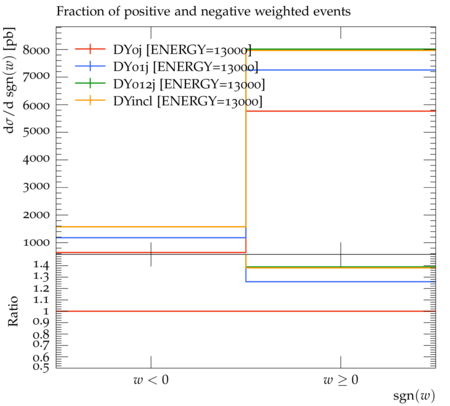 Fraction of positive and negative weighted events
dσ/d sgn(w) [pb]
8000
7000
6000
5000
4000
3000
2000
1000
DY0j [ENERGY=13000]
DY01j [ENERGY=13000]
DY012j [ENERGY=13000]
DYincl [ENERGY=13000]
Ratio
1.4
1.3
1.2
1.1
1
0.9
0.8
0.7
0.6
0.5
w < 0
w ≥ 0
sgn(w)